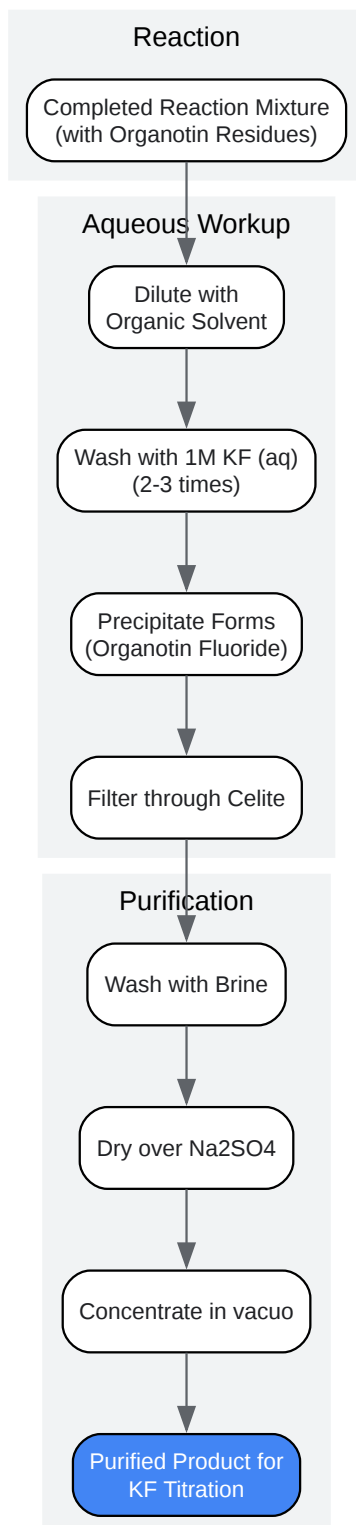 Reaction
Completed Reaction Mixture
(with Organotin Residues)
Aqueous Workup
Dilute with
Organic Solvent
Wash with 1M KF (aq)
(2-3 times)
Precipitate Forms
(Organotin Fluoride)
Filter through Celite
Purification
Wash with Brine
Dry over Na2SO4
Concentrate in vacuo
Purified Product for
KF Titration